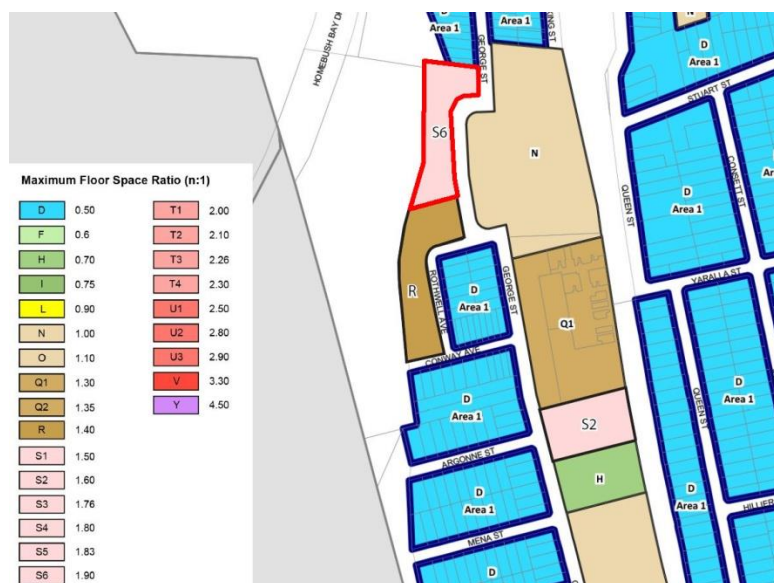 HOMEBUSH BAY DR
D
GEORGE ST
KING ST
N
D
Area 1
STUART ST
S6
N
QUEEN ST
D
Area 1
CONSETT ST
Maximum Floor Space Ratio (n:1)
D 0.50 T1 2.00
F 0.6 T2 2.10
H 0.70 T3 2.26
I 0.75 T4 2.30
L 0.90 U1 2.50
N 1.00 U2 2.80
O 1.10 U3 2.90
Q1 1.30 V 3.30
Q2 1.35 Y 4.50
R 1.40
S1 1.50
S2 1.60
S3 1.76
S4 1.80
S5 1.83
S6 1.90
R
ROTHWELL AVE
D
Area 1
GEORGE ST
YARALLA ST
Q1
CONWAY AVE
D
Area 1
D
Area 1
S2
QUEEN ST
ARGONNE ST
H
D
Area 1
D
Area 1
HILLIER
MENA ST
D
Area 1